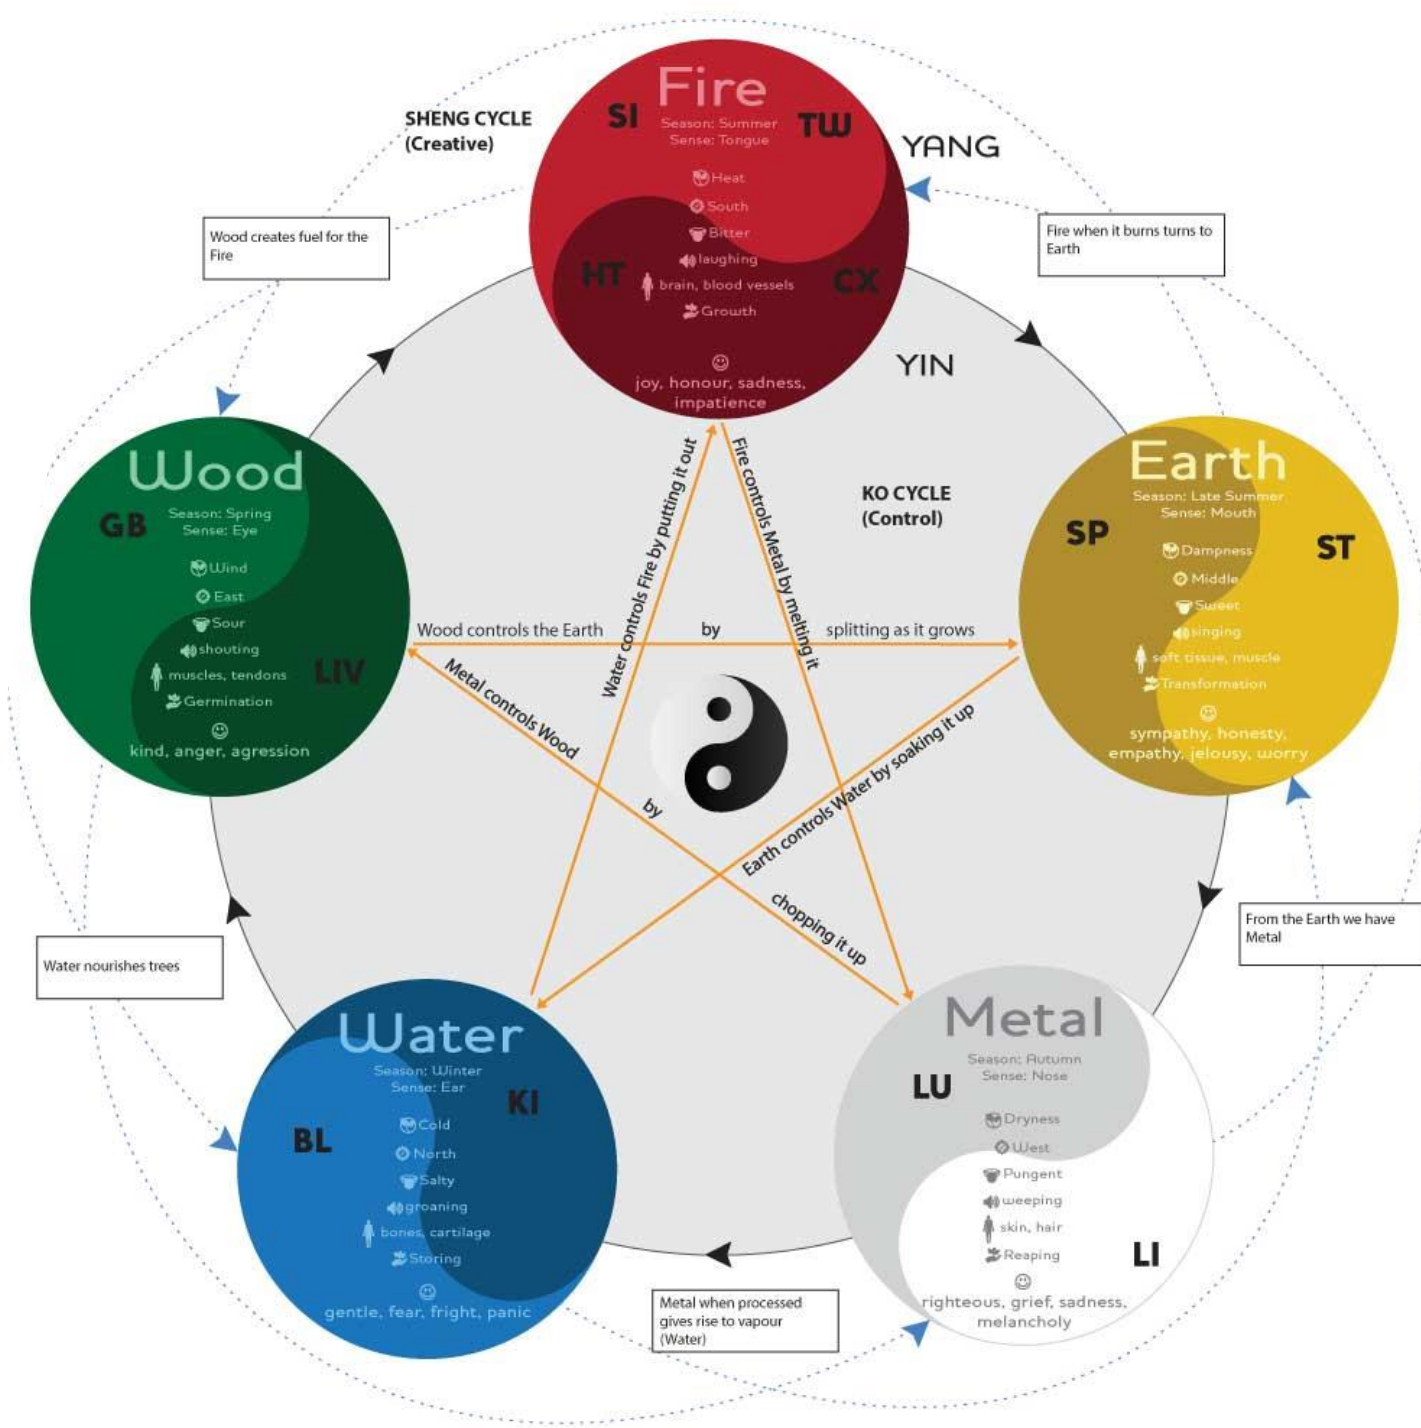 SHENG CYCLE
(Creative)
Fire
SI
TW
Season: Summer
Sense: Tongue
YANG
Heat
South
Bitter
laughing
HT
CX
brain, blood vessels
Growth
joy, honour, sadness,
impatience
YIN
Wood creates fuel for the
Fire
Fire when it burns turns to
Earth
Wood
GB
Season: Spring
Sense: Eye
Wind
East
Sour
shouting
LIV
muscles, tendons
Germination
kind, anger, agression
KO CYCLE
(Control)
Earth
Season: Late Summer
Sense: Mouth
SP
ST
Dampness
Middle
Sweet
singing
soft tissue, muscle
Transformation
sympathy, honesty,
empathy, jelousy, worry
Water controls Fire by putting it out
Fire controls Metal by melting it
Wood controls the Earth by splitting as it grows
Metal controls Wood by chopping it up
Earth controls Water by soaking it up
Water nourishes trees
From the Earth we have
Metal
Water
Season: Winter
Sense: Ear
KI
BL
Cold
North
Salty
groaning
bones, cartilage
Storing
gentle, fear, fright, panic
Metal
Season: Autumn
Sense: Nose
LU
Dryness
West
Pungent
weeping
skin, hair
Reaping
LI
righteous, grief, sadness,
melancholy
Metal when processed
gives rise to vapour
(Water)